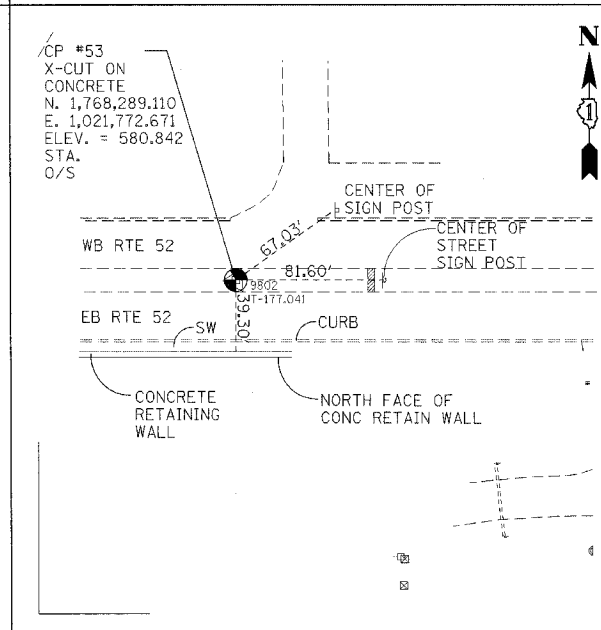 CP #53
X-CUT ON
CONCRETE
N. 1,768,289.110
E. 1,021,772.671
ELEV. = 580.842
STA.
O/S
N
1
CENTER OF
SIGN POST
67.03'
WB RTE 52
CENTER OF
STREET
SIGN POST
81.60'
9802
T-177.041
39.30'
EB RTE 52
SW
CURB
CONCRETE
RETAINING
WALL
NORTH FACE OF
CONC RETAIN WALL